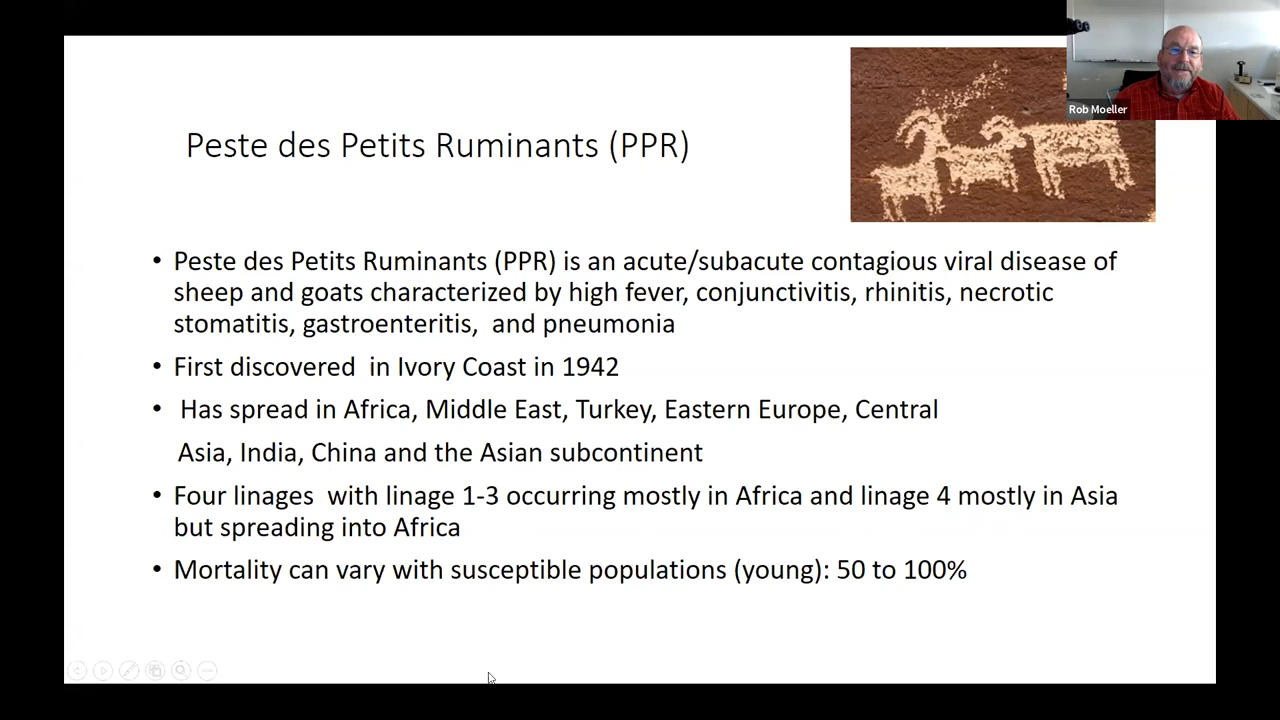 Rob Moeller
Peste des Petits Ruminants (PPR)
• Peste des Petits Ruminants (PPR) is an acute/subacute contagious viral disease of
sheep and goats characterized by high fever, conjunctivitis, rhinitis, necrotic
stomatitis, gastroenteritis,  and pneumonia
• First discovered  in Ivory Coast in 1942
• Has spread in Africa, Middle East, Turkey, Eastern Europe, Central
Asia, India, China and the Asian subcontinent
• Four linages  with linage 1-3 occurring mostly in Africa and linage 4 mostly in Asia
but spreading into Africa
• Mortality can vary with susceptible populations (young): 50 to 100%